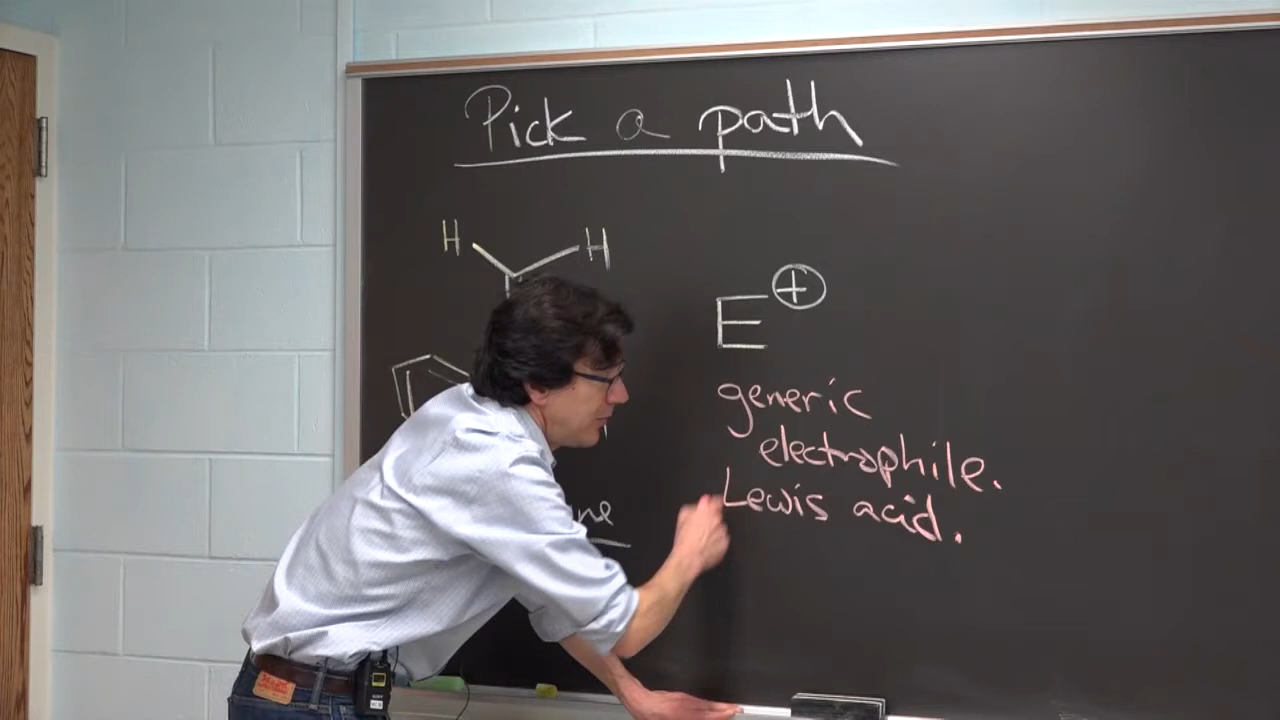 Pick a path
H H
E +
generic
electrophile.
Lewis acid.